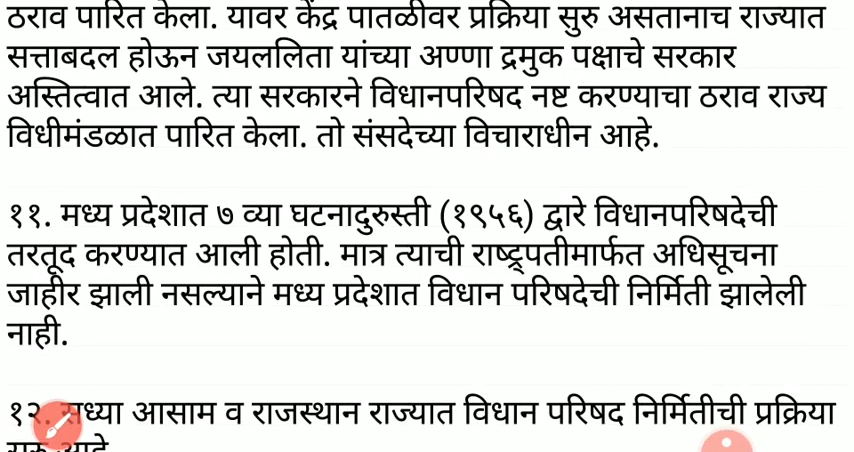 ठराव पारित केला. यावर केंद्र पातळीवर प्रक्रिया सुरु असतानाच राज्यात
सत्ताबदल होऊन जयललिता यांच्या अण्णा द्रमुक पक्षाचे सरकार
अस्तित्वात आले. त्या सरकारने विधानपरिषद नष्ट करण्याचा ठराव राज्य
विधीमंडळात पारित केला. तो संसदेच्या विचाराधीन आहे.
११. मध्य प्रदेशात ७ व्या घटनादुरुस्ती (१९५६) द्वारे विधानपरिषदेची
तरतूद करण्यात आली होती. मात्र त्याची राष्ट्र्पतीमार्फत अधिसूचना
जाहीर झाली नसल्याने मध्य प्रदेशात विधान परिषदेची निर्मिती झालेली
नाही.
१२. सध्या आसाम व राजस्थान राज्यात विधान परिषद निर्मितीची प्रक्रिया